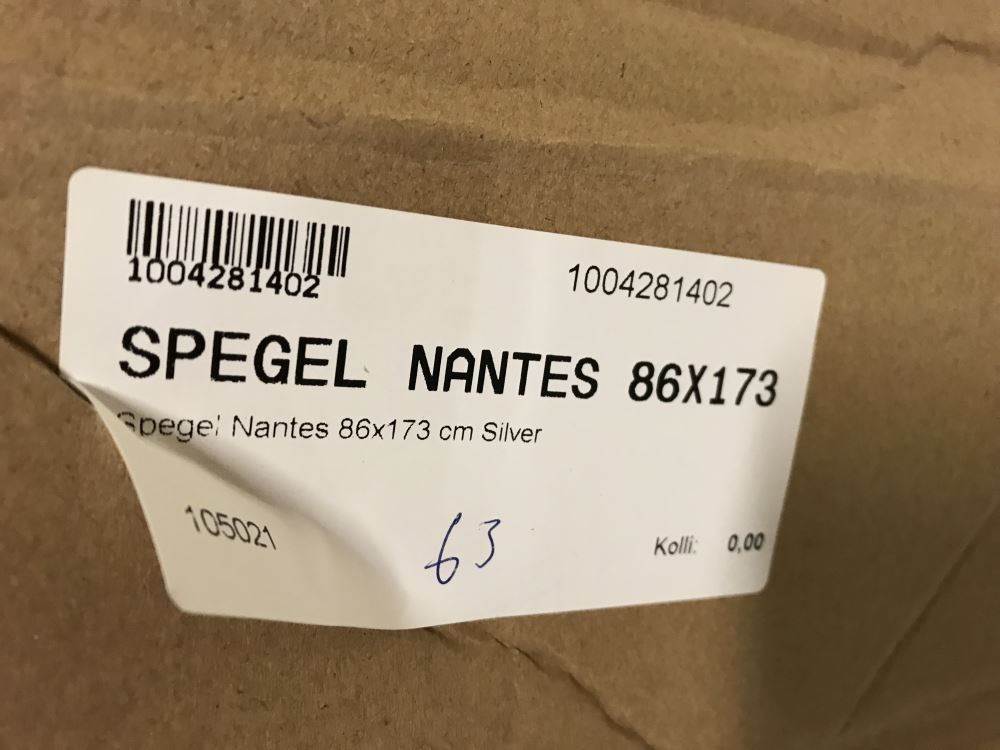 1004281402
1004281402
SPEGEL NANTES 86X173
Spegel Nantes 86x173 cm Silver
105021
63
Kolli: 0,00